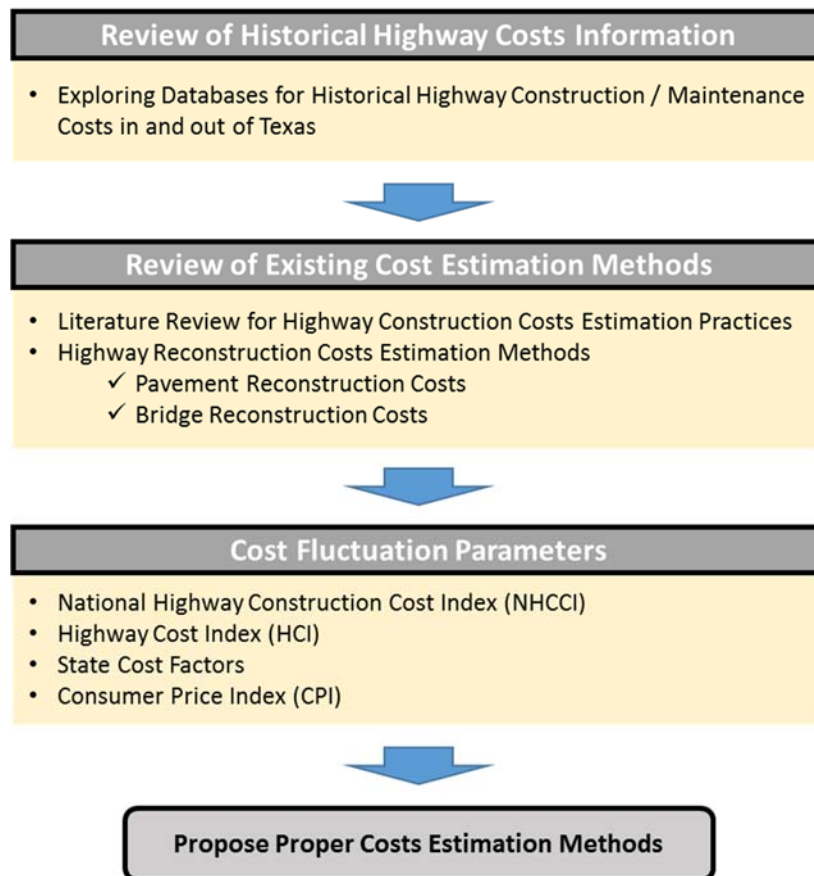 Review of Historical Highway Costs Information
• Exploring Databases for Historical Highway Construction / Maintenance
Costs in and out of Texas
Review of Existing Cost Estimation Methods
• Literature Review for Highway Construction Costs Estimation Practices
• Highway Reconstruction Costs Estimation Methods
✓ Pavement Reconstruction Costs
✓ Bridge Reconstruction Costs
Cost Fluctuation Parameters
• National Highway Construction Cost Index (NHCCI)
• Highway Cost Index (HCI)
• State Cost Factors
• Consumer Price Index (CPI)
Propose Proper Costs Estimation Methods